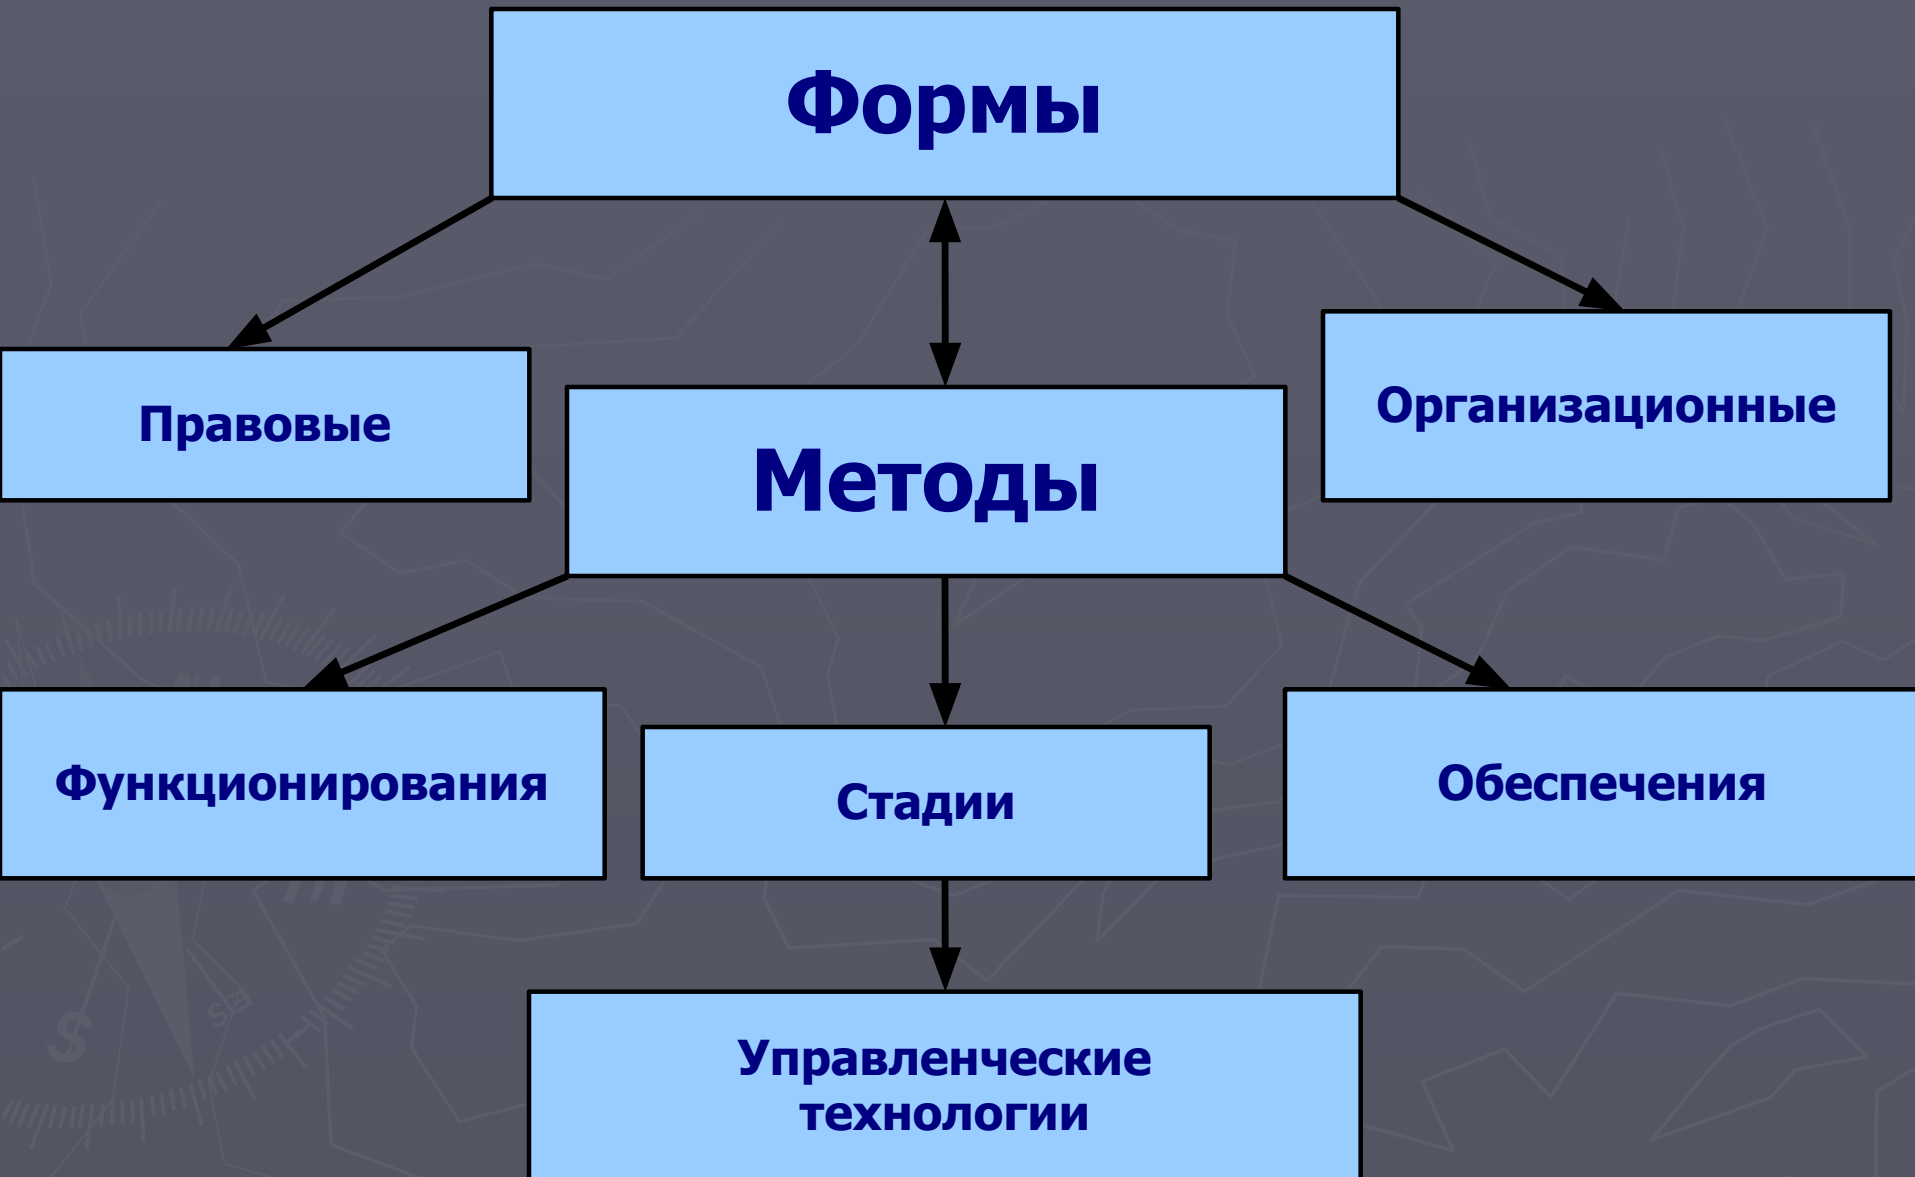 Формы
Правовые
Организационные
Методы
Функционирования
Стадии
Обеспечения
Управленческие
технологии